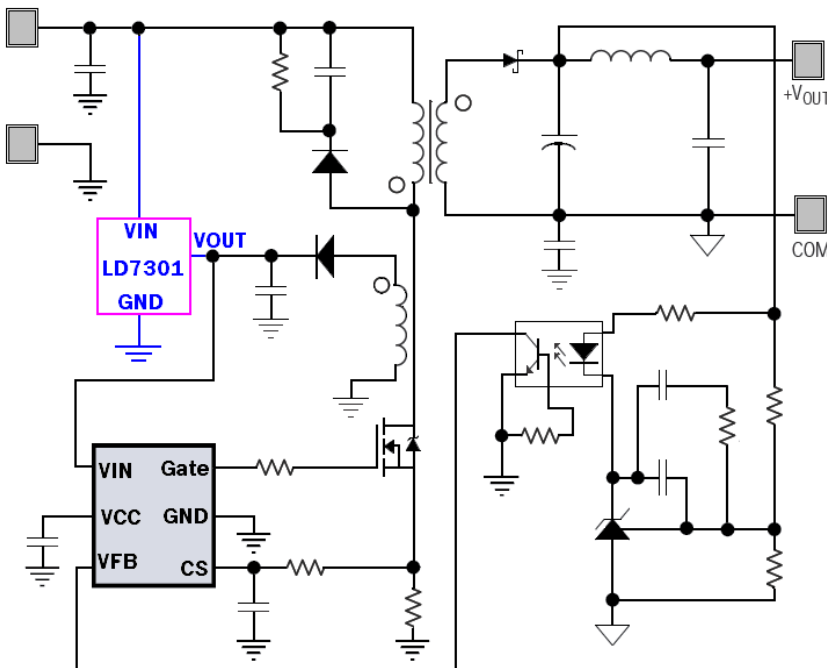 +VOUT
VIN
VOUT
LD7301
GND
COM
VIN
Gate
VCC
GND
VFB
CS